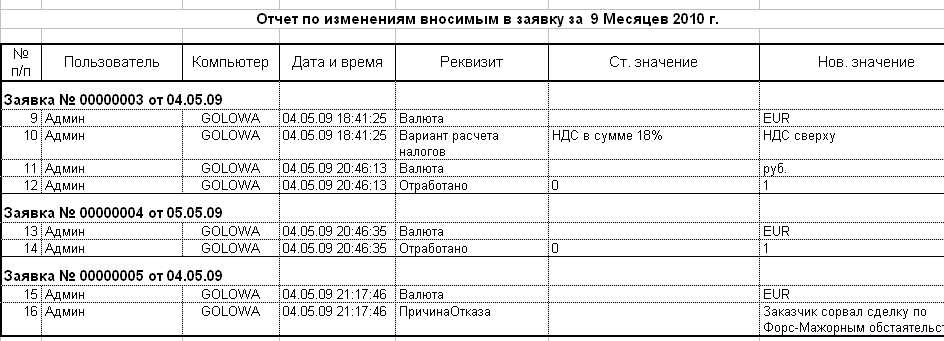 Отчет по изменениям вносимым в заявку за 9 Месяцев 2010 г.
№ п/п Пользователь Компьютер Дата и время Реквизит Ст. значение Нов. значение
Заявка № 00000003 от 04.05.09
9 Админ GOLOWA 04.05.09 18:41:25 Валюта EUR
10 Админ GOLOWA 04.05.09 18:41:25 Вариант расчета НДС в сумме 18% НДС сверху
налогов
11 Админ GOLOWA 04.05.09 20:46:13 Валюта руб.
12 Админ GOLOWA 04.05.09 20:46:13 Отработано 0 1
Заявка № 00000004 от 05.05.09
13 Админ GOLOWA 04.05.09 20:46:35 Валюта EUR
14 Админ GOLOWA 04.05.09 20:46:35 Отработано 0 1
Заявка № 00000005 от 04.05.09
15 Админ GOLOWA 04.05.09 21:17:46 Валюта EUR
16 Админ GOLOWA 04.05.09 21:17:46 ПричинаОтказа Заказчик сорвал сделку по
Форс-Мажорным обстаятельст